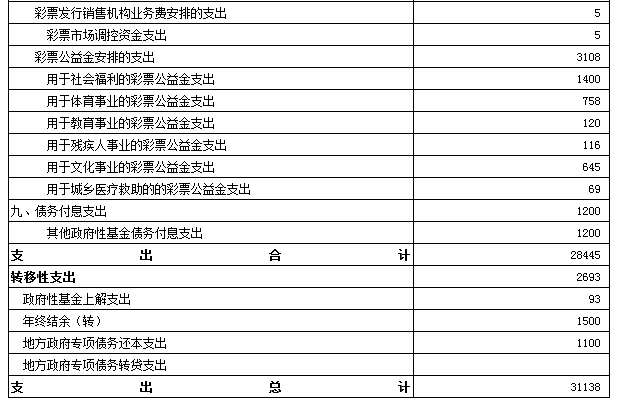 彩票发行销售机构业务费安排的支出 5
彩票市场调控资金支出 5
彩票公益金安排的支出 3108
用于社会福利的彩票公益金支出 1400
用于体育事业的彩票公益金支出 758
用于教育事业的彩票公益金支出 120
用于残疾人事业的彩票公益金支出 116
用于文化事业的彩票公益金支出 645
用于城乡医疗救助的的彩票公益金支出 69
九、债务付息支出 1200
其他政府性基金债务付息支出 1200
支出合计 28445
转移性支出 2693
政府性基金上解支出 93
年终结余（转） 1500
地方政府专项债务还本支出 1100
地方政府专项债务转贷支出
支出总计 31138